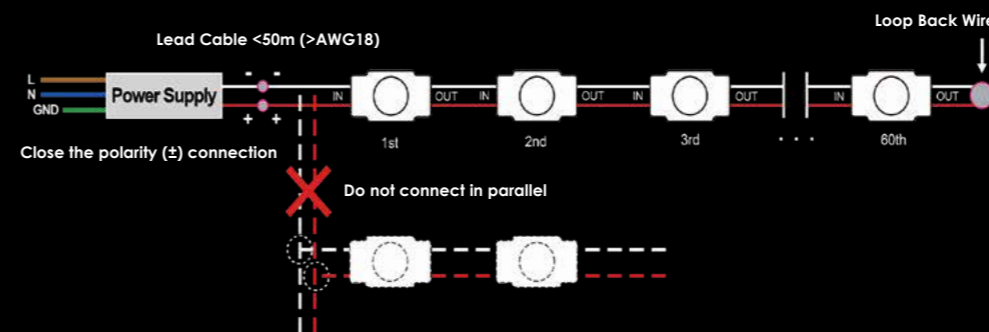 Loop Back Wire
Lead Cable <50m (>AWG18)
- -
L
N
GND
Power Supply
IN OUT IN OUT IN OUT IN OUT
+ +
1st 2nd 3rd . . . 60th
Close the polarity (±) connection
Do not connect in parallel